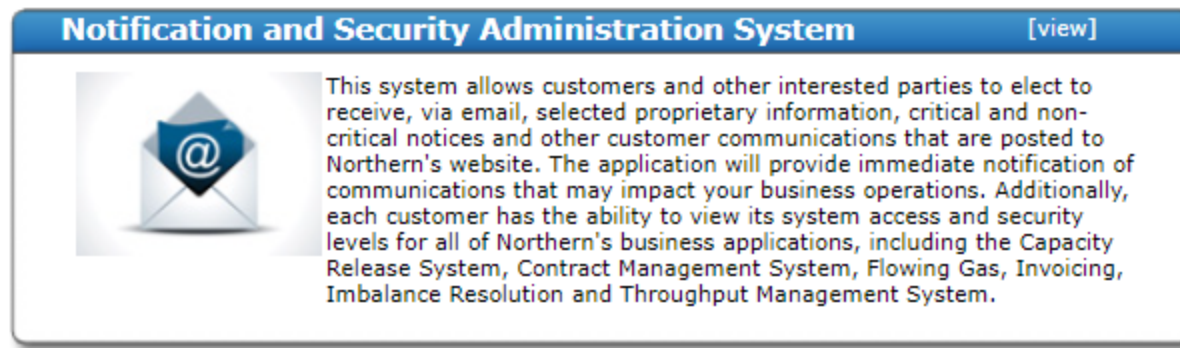 Notification and Security Administration System [view]
This system allows customers and other interested parties to elect to
receive, via email, selected proprietary information, critical and non-
critical notices and other customer communications that are posted to
Northern's website. The application will provide immediate notification of
communications that may impact your business operations. Additionally,
each customer has the ability to view its system access and security
levels for all of Northern's business applications, including the Capacity
Release System, Contract Management System, Flowing Gas, Invoicing,
Imbalance Resolution and Throughput Management System.
@